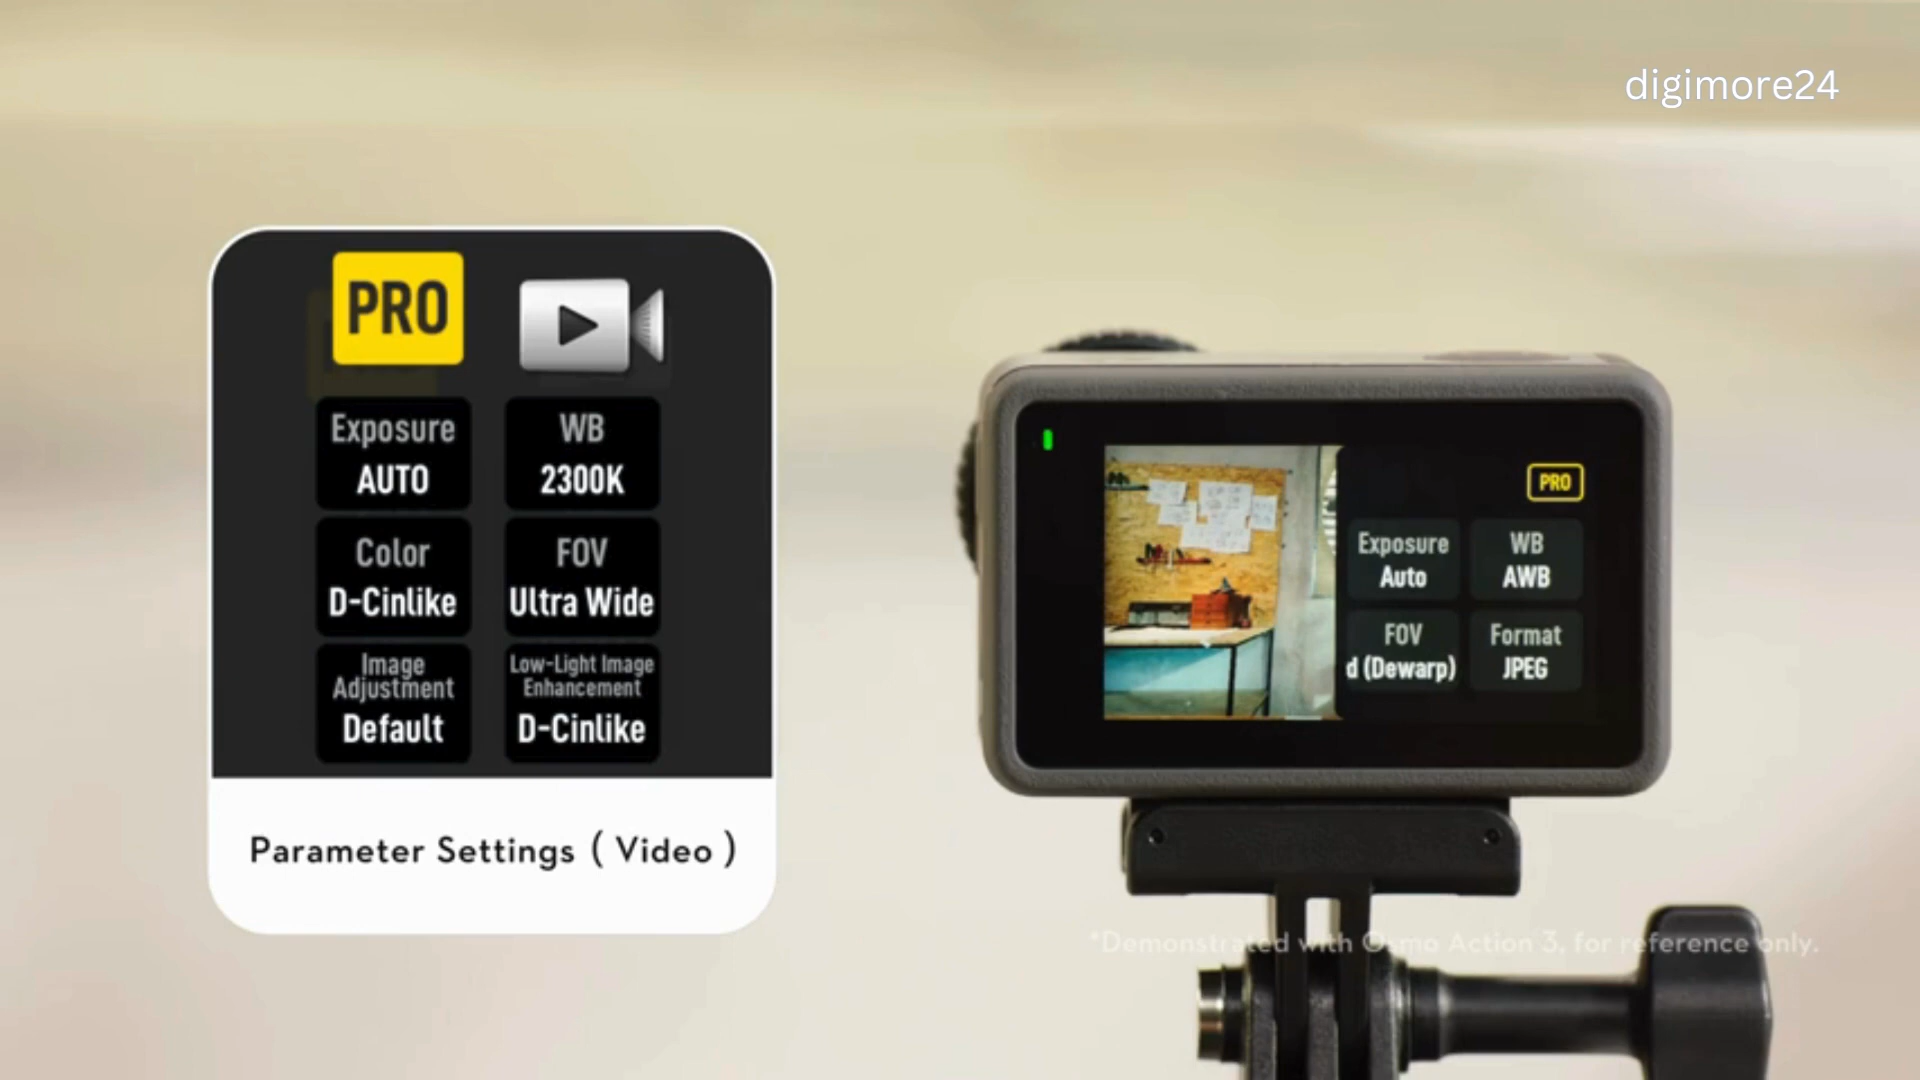 digimore24
PRO
Exposure
AUTO
WB
2300K
Color
D-Cinlike
FOV
Ultra Wide
Image
Adjustment
Default
Low-Light Image
Enhancement
D-Cinlike
Parameter Settings ( Video )
PRO
Exposure
Auto
WB
AWB
FOV
d (Dewarp)
Format
JPEG
*Demonstrated with Osmo Action 3, for reference only.